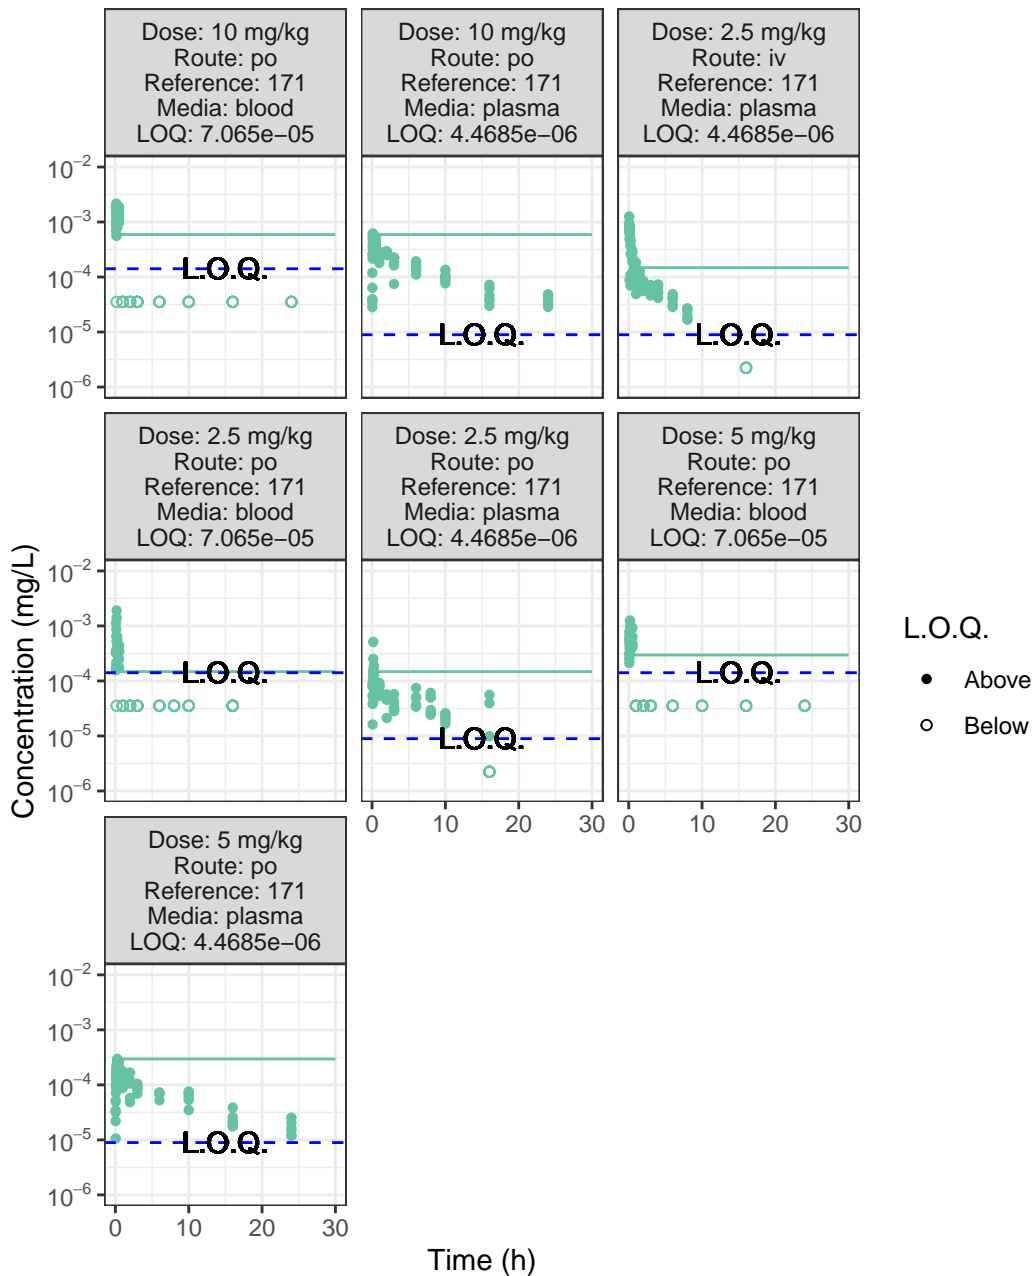 Dose: 10 mg/kg
Route: po
Reference: 171
Media: blood
LOQ: 7.065e−05
Dose: 10 mg/kg
Route: po
Reference: 171
Media: plasma
LOQ: 4.4685e−06
Dose: 2.5 mg/kg
Route: iv
Reference: 171
Media: plasma
LOQ: 4.4685e−06
10−2
10−3
10−4
10−5
10−6
L.O.Q.
L.O.Q.
L.O.Q.
Dose: 2.5 mg/kg
Route: po
Reference: 171
Media: blood
LOQ: 7.065e−05
Dose: 2.5 mg/kg
Route: po
Reference: 171
Media: plasma
LOQ: 4.4685e−06
Dose: 5 mg/kg
Route: po
Reference: 171
Media: blood
LOQ: 7.065e−05
Concentration (mg/L)
10−2
10−3
10−4
10−5
10−6
L.O.Q.
L.O.Q.
L.O.Q.
0 10 20 30
0 10 20 30
L.O.Q.
Above
Below
Dose: 5 mg/kg
Route: po
Reference: 171
Media: plasma
LOQ: 4.4685e−06
10−2
10−3
10−4
10−5
10−6
L.O.Q.
0 10 20 30
Time (h)